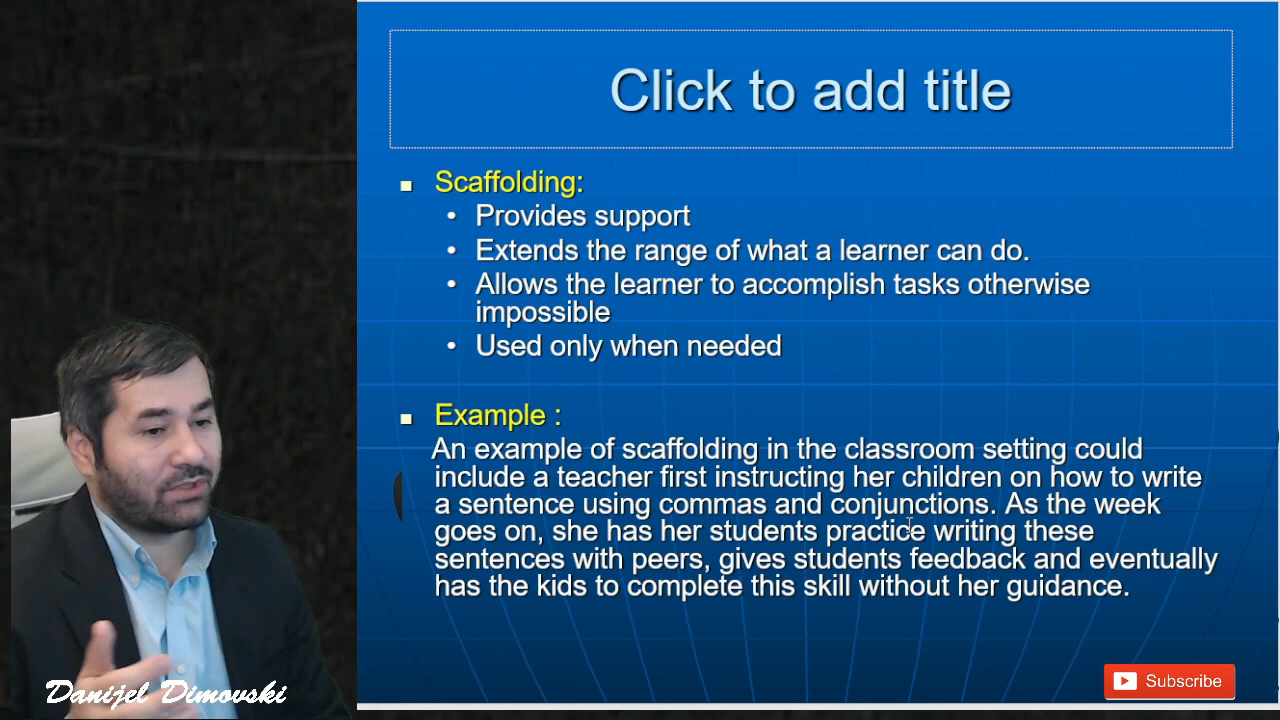 Click to add title
Scaffolding:
Provides support
Extends the range of what a learner can do.
Allows the learner to accomplish tasks otherwise
impossible
Used only when needed
Example :
An example of scaffolding in the classroom setting could
include a teacher first instructing her children on how to write
a sentence using commas and conjunctions. As the week
goes on, she has her students practice writing these
sentences with peers, gives students feedback and eventually
has the kids to complete this skill without her guidance.
Danijel Dimovski
Subscribe